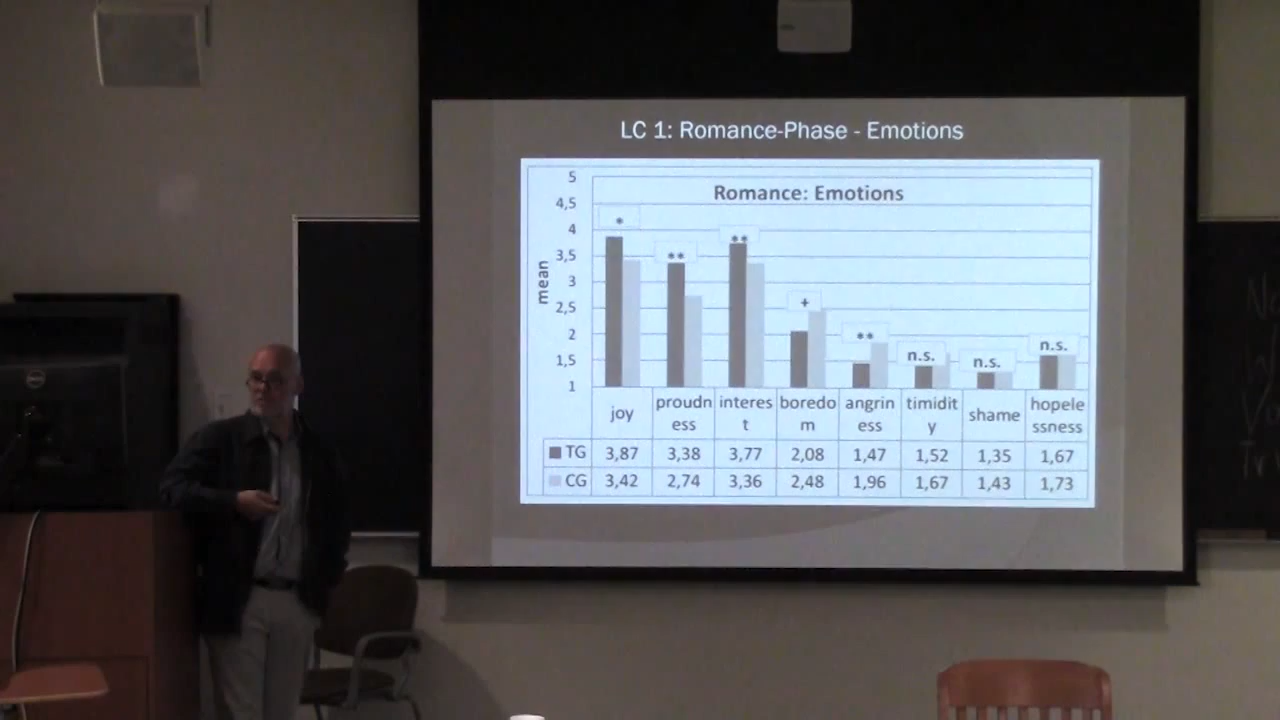 LC 1: Romance-Phase - Emotions
Romance: Emotions
5
4,5
4
3,5
3
2,5
2
1,5
1
mean
*
**
**
+
**
n.s.
n.s.
n.s.
joy
proudn
ess
interes
t
boredo
m
angrin
ess
timidit
y
shame
hopele
ssness
TG 3,87 3,38 3,77 2,08 1,47 1,52 1,35 1,67
CG 3,42 2,74 3,36 2,48 1,96 1,67 1,43 1,73
DELL